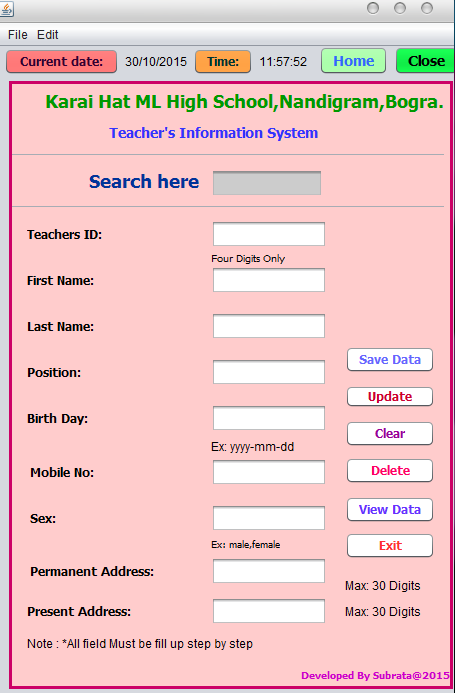 File Edit
Current date: 30/10/2015 Time: 11:57:52 Home Close
Karai Hat ML High School,Nandigram,Bogra.
Teacher's Information System
Search here
Teachers ID:
Four Digits Only
First Name:
Last Name:
Save Data
Position:
Update
Birth Day:
Clear
Ex: yyyy-mm-dd
Mobile No:
Delete
View Data
Sex:
Ex: male,female
Exit
Permanent Address:
Max: 30 Digits
Present Address:
Max: 30 Digits
Note : *All field Must be fill up step by step
Developed By Subrata@2015